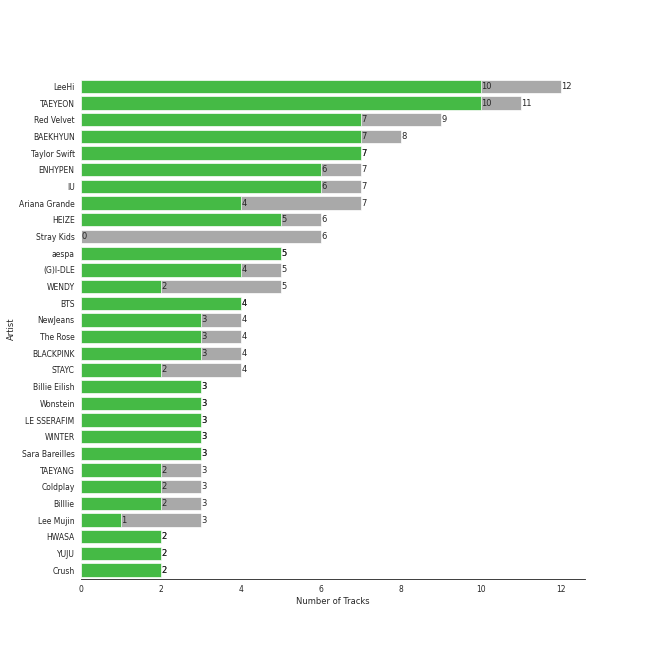 LeeHi 10 12
TAEYEON 10 11
Red Velvet 7 9
BAEKHYUN 7 8
Taylor Swift 7
ENHYPEN 6 7
IU 6 7
Ariana Grande 4 7
HEIZE 5 6
Stray Kids 0 6
aespa 5
(G)I-DLE 4 5
WENDY 2 5
BTS 4
NewJeans 3 4
The Rose 3 4
BLACKPINK 3 4
STAYC 2 4
Billie Eilish 3
Wonstein 3
LE SSERAFIM 3
WINTER 3
Sara Bareilles 3
TAEYANG 2 3
Coldplay 2 3
Billlie 2 3
Lee Mujin 1 3
HWASA 2
YUJU 2
Crush 2
0 2 4 6 8 10 12
Number of Tracks
Artist